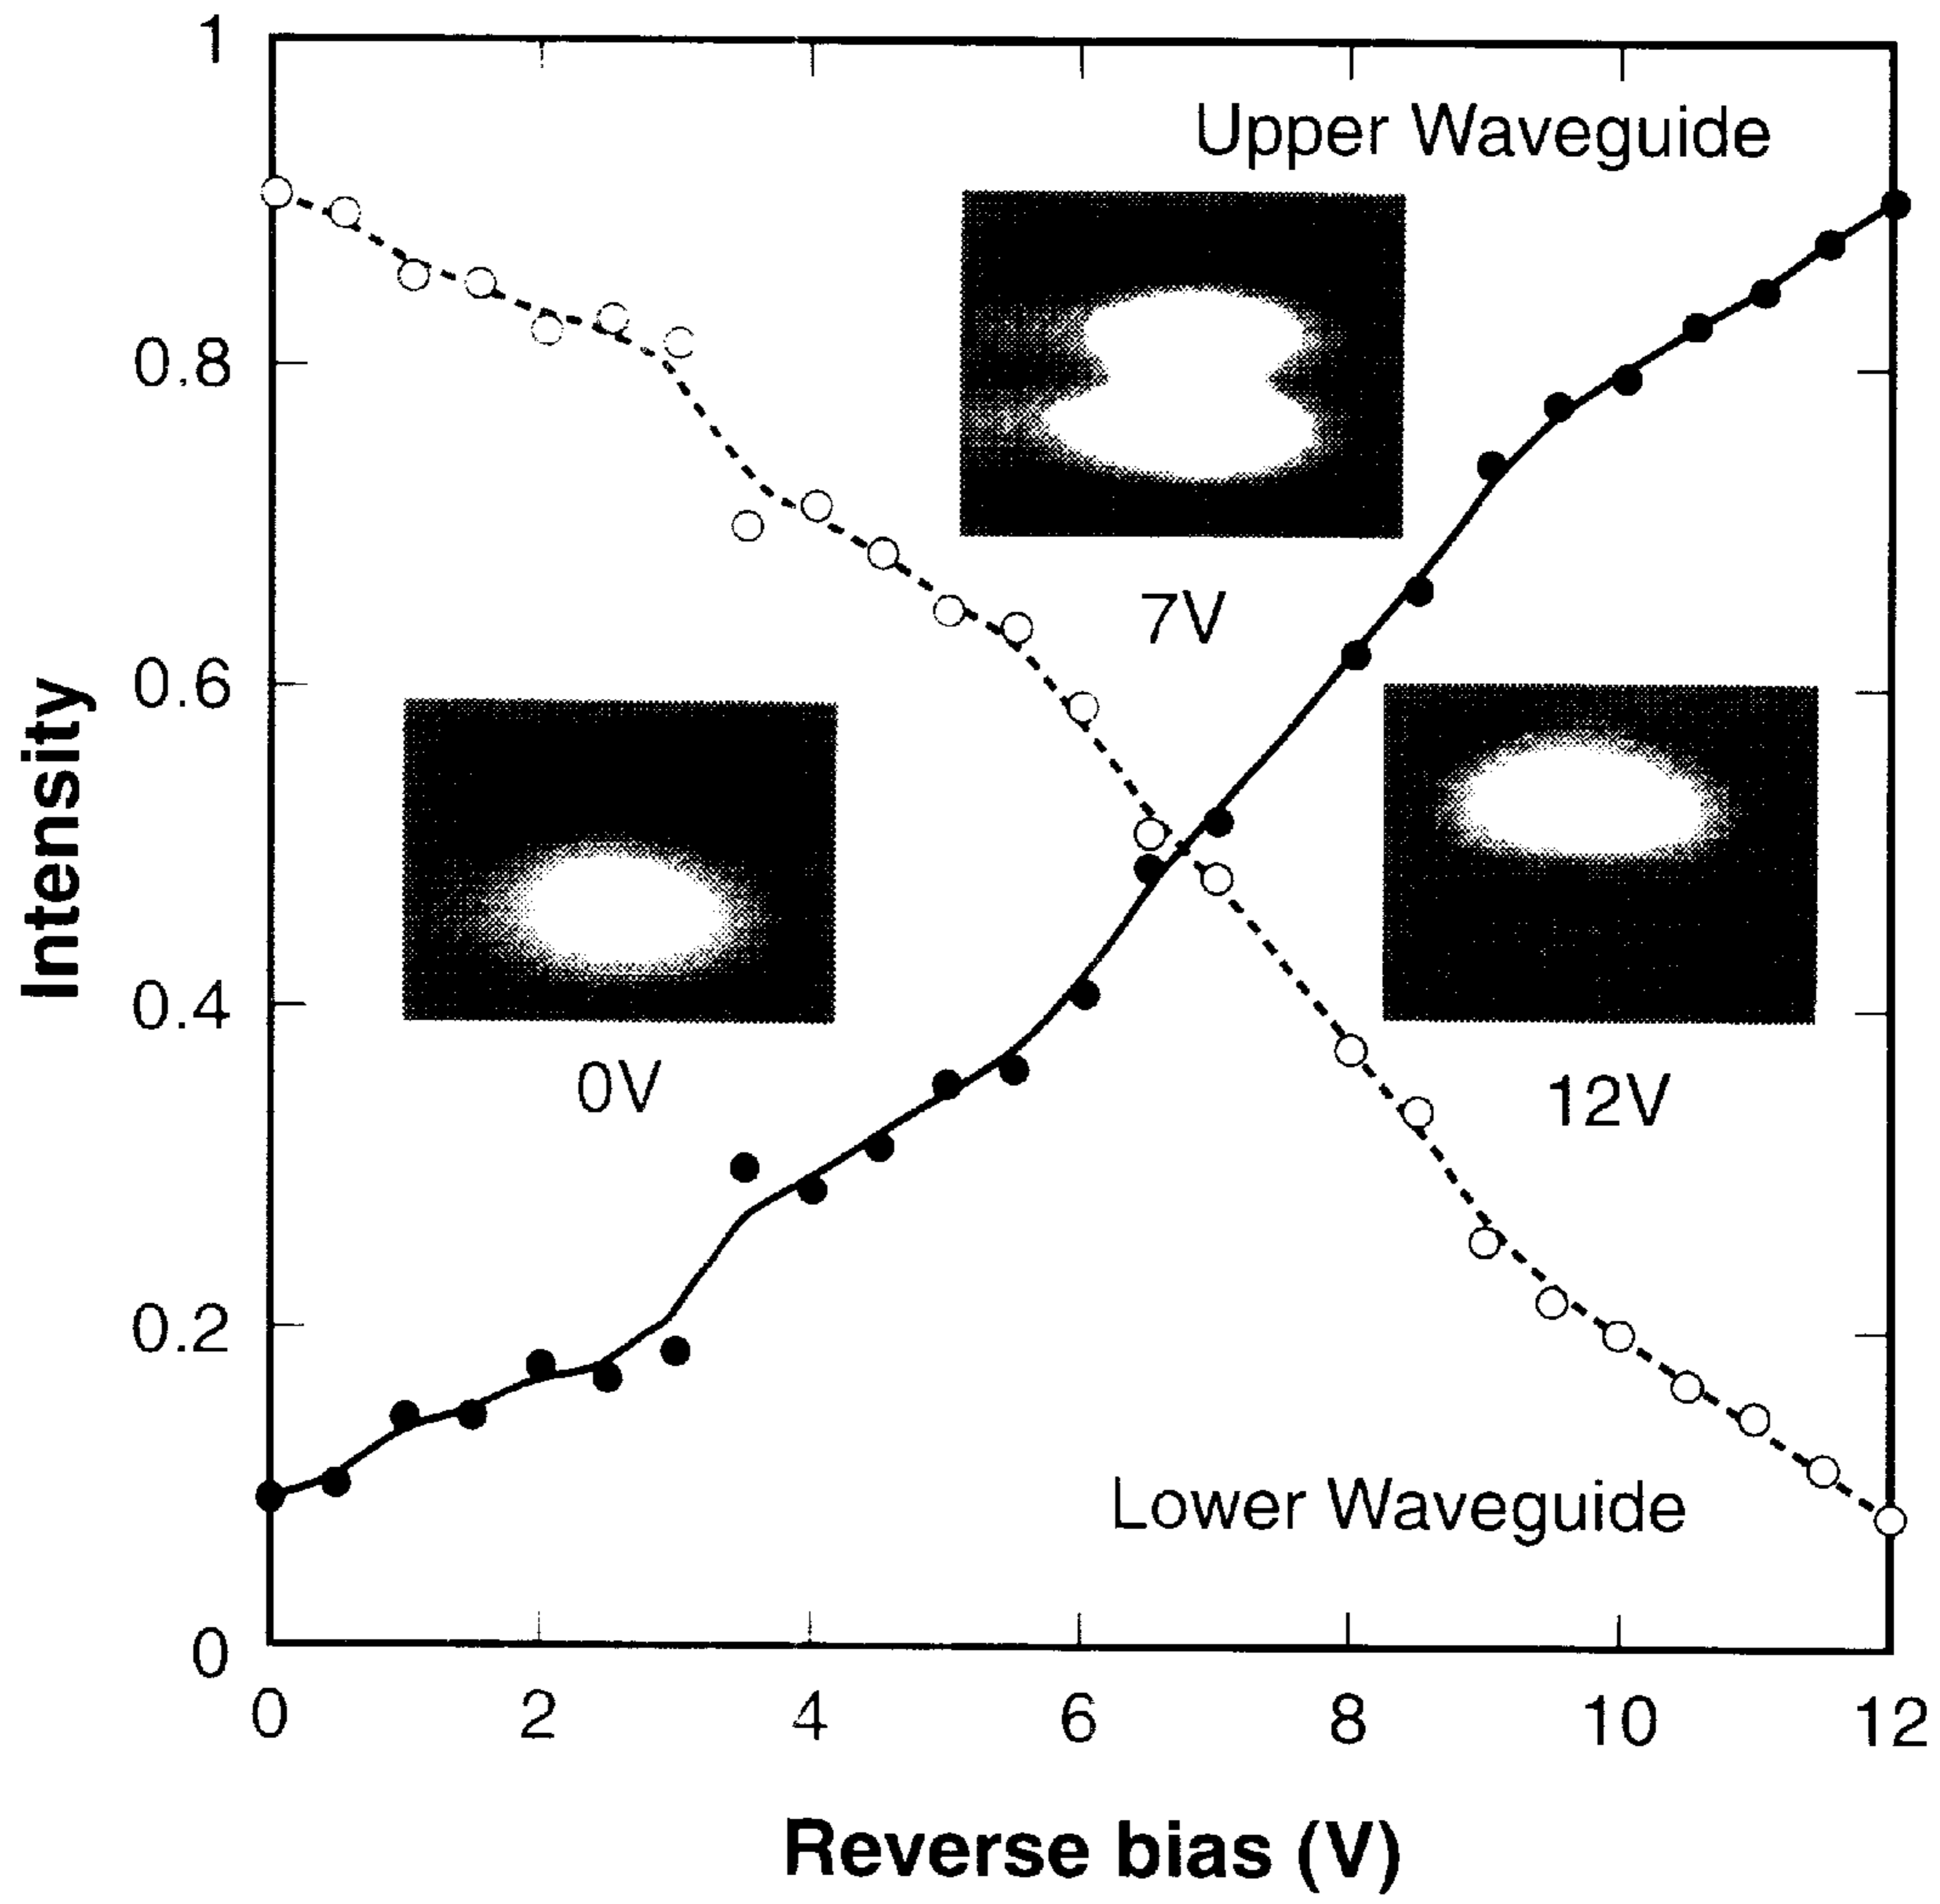 1
Upper Waveguide
0.8
7V
0.6
Intensity
0.4
0V
12V
0.2
Lower Waveguide
0
0 2 4 6 8 10 12
Reverse bias (V)